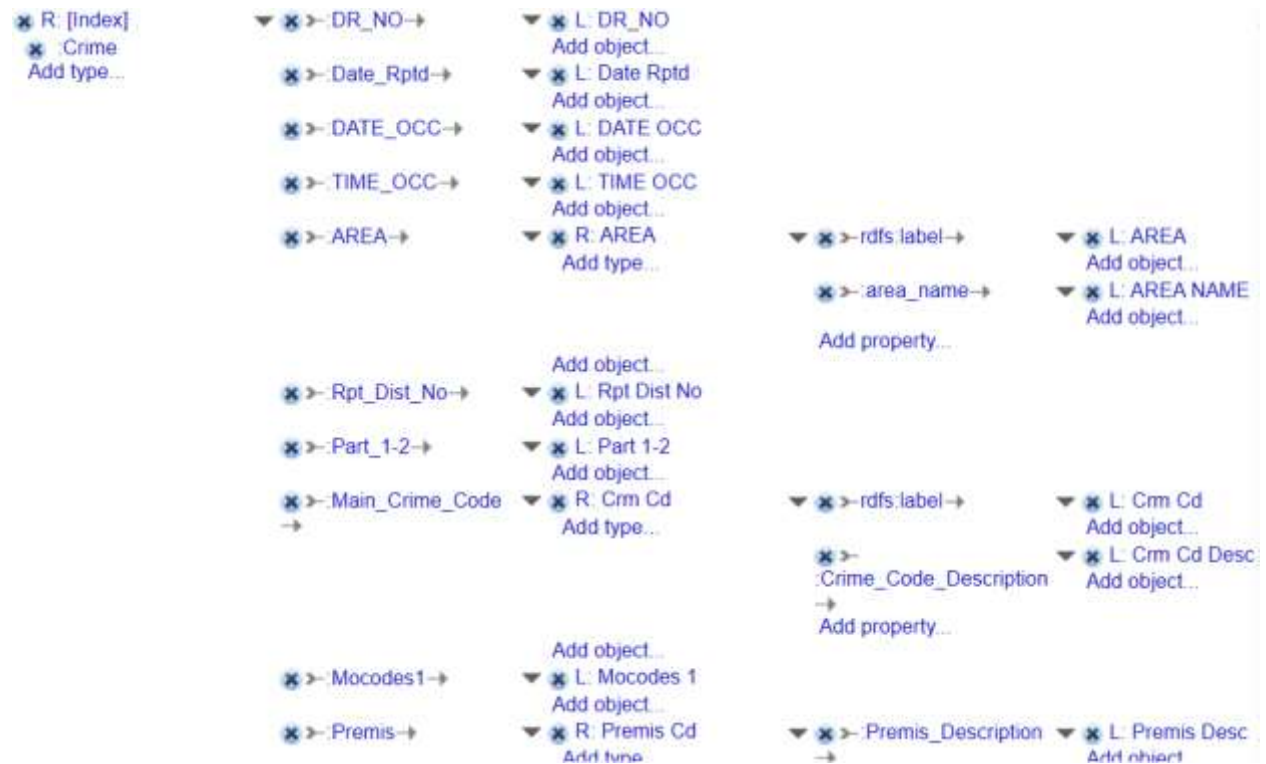 R: [Index] :DR_NO L: DR_NO
:Crime Add object...
Add type... :Date_Rptd L: Date Rptd
Add object...
:DATE_OCC L: DATE OCC
Add object...
:TIME_OCC L: TIME OCC
Add object...
:AREA R: AREA rdfs:label L: AREA
Add type... Add object...
:area_name L: AREA NAME
Add object...
Add property...
Add object...
:Rpt_Dist_No L: Rpt Dist No
Add object...
:Part_1-2 L: Part 1-2
Add object...
:Main_Crime_Code R: Crm Cd rdfs:label L: Crm Cd
Add type... Add object...
L: Crm Cd Desc
:Crime_Code_Description Add object...
Add property...
Add object...
:Mocodes1 L: Mocodes 1
Add object...
:Premis R: Premis Cd :Premis_Description L: Premis Desc
Add type... Add object...